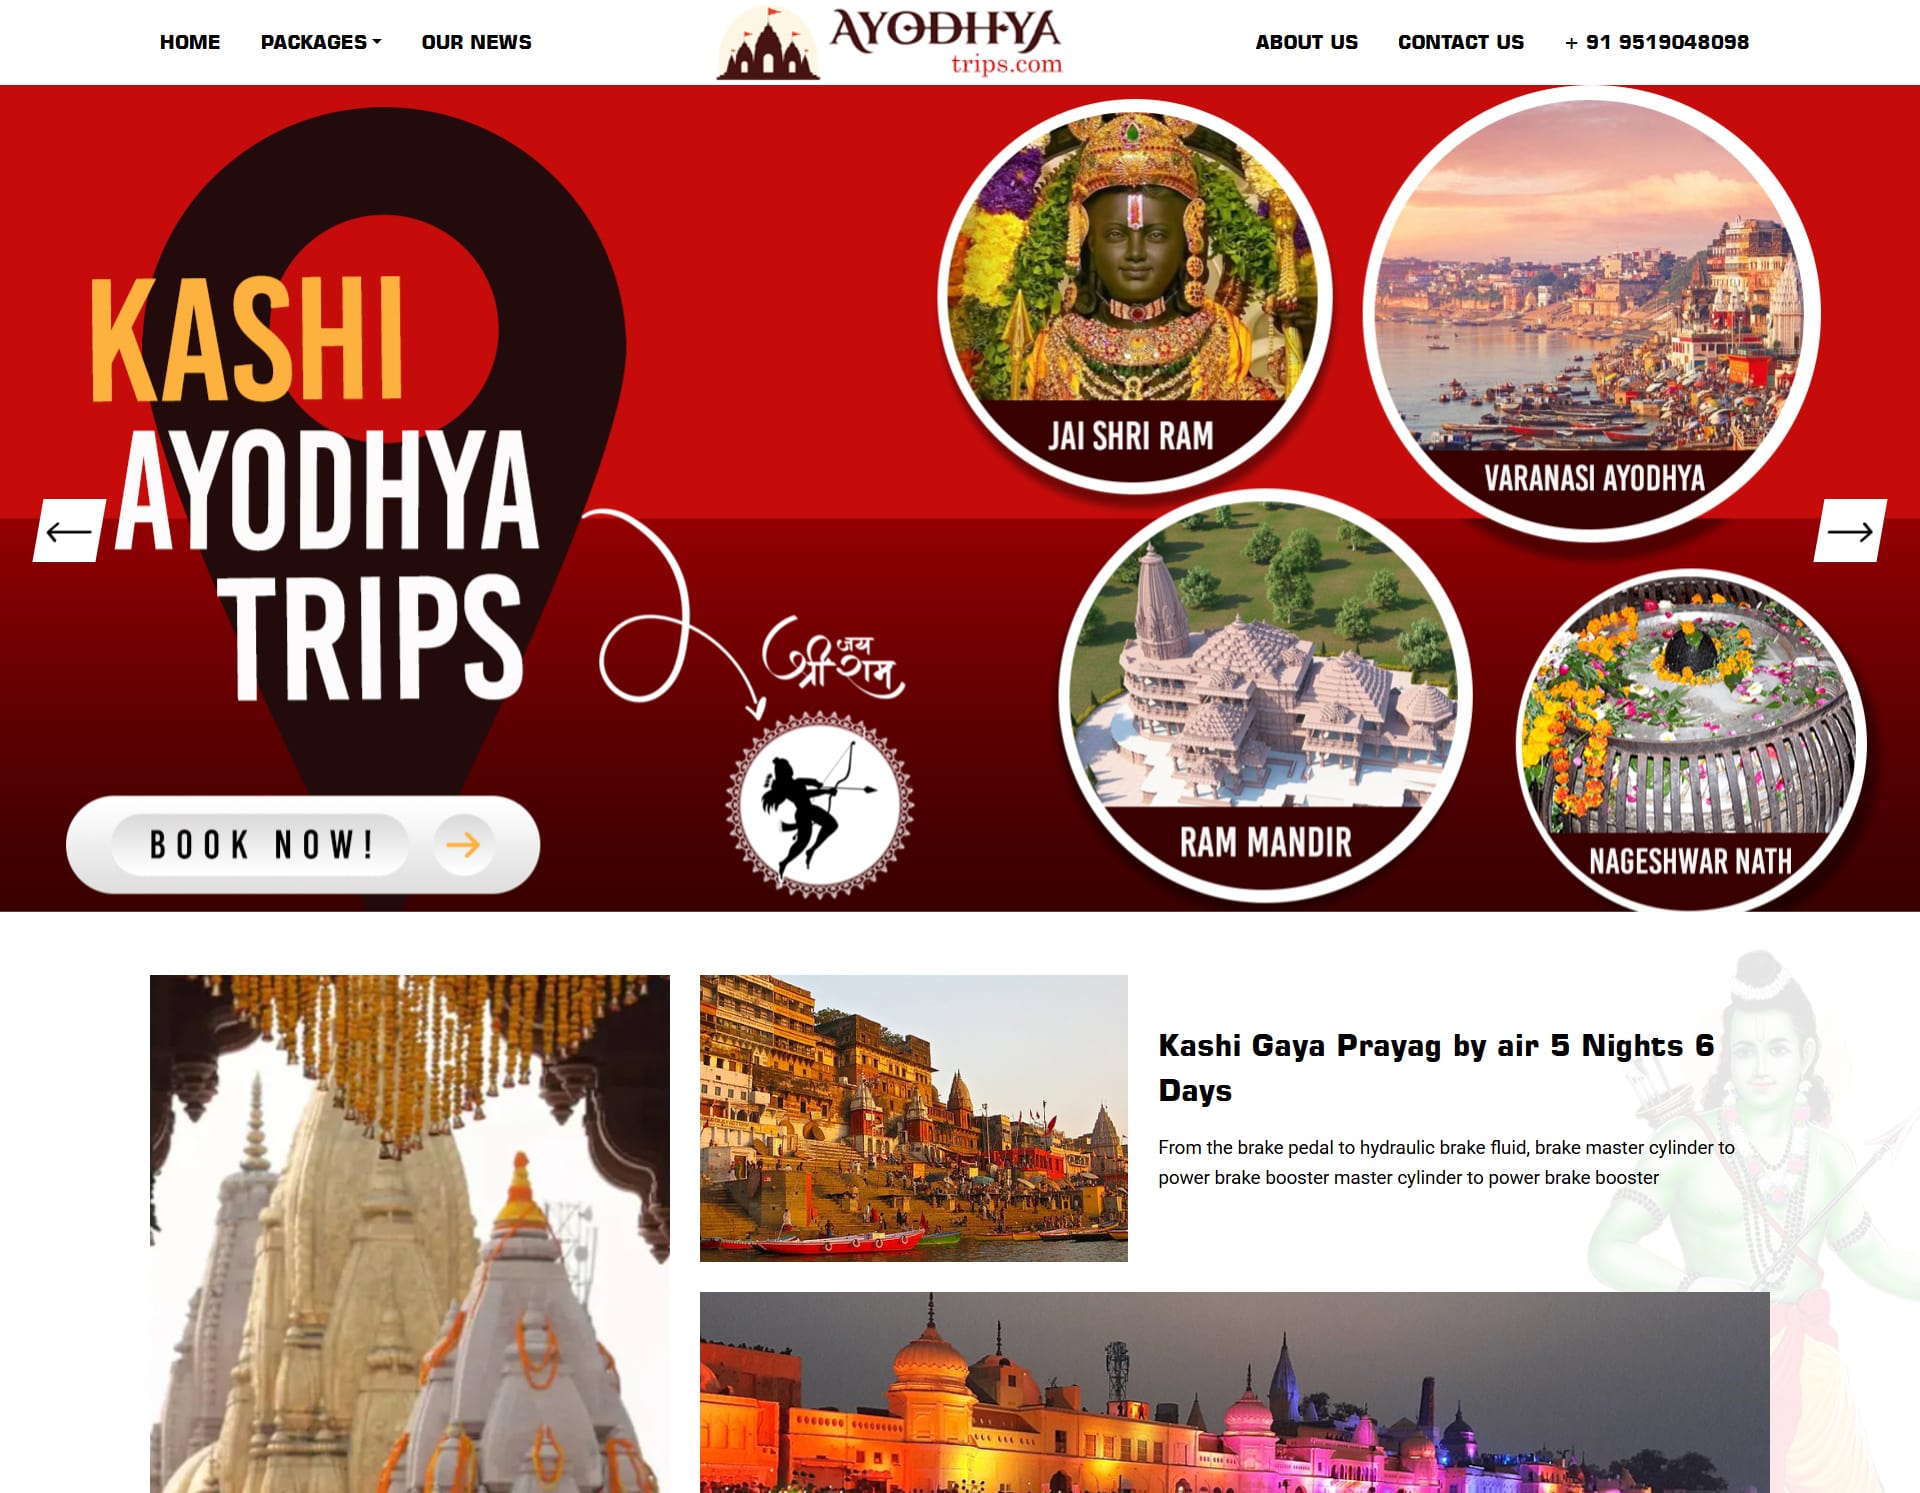 HOME
PACKAGES
OUR NEWS
AYODHYA
trips.com
ABOUT US
CONTACT US
+ 91 9519048098
KASHI
AYODHYA
TRIPS
BOOK NOW!
जय
श्री राम
JAI SHRI RAM
VARANASI AYODHYA
RAM MANDIR
NAGESHWAR NATH
Kashi Gaya Prayag by air 5 Nights 6
Days
From the brake pedal to hydraulic brake fluid, brake master cylinder to
power brake booster master cylinder to power brake booster